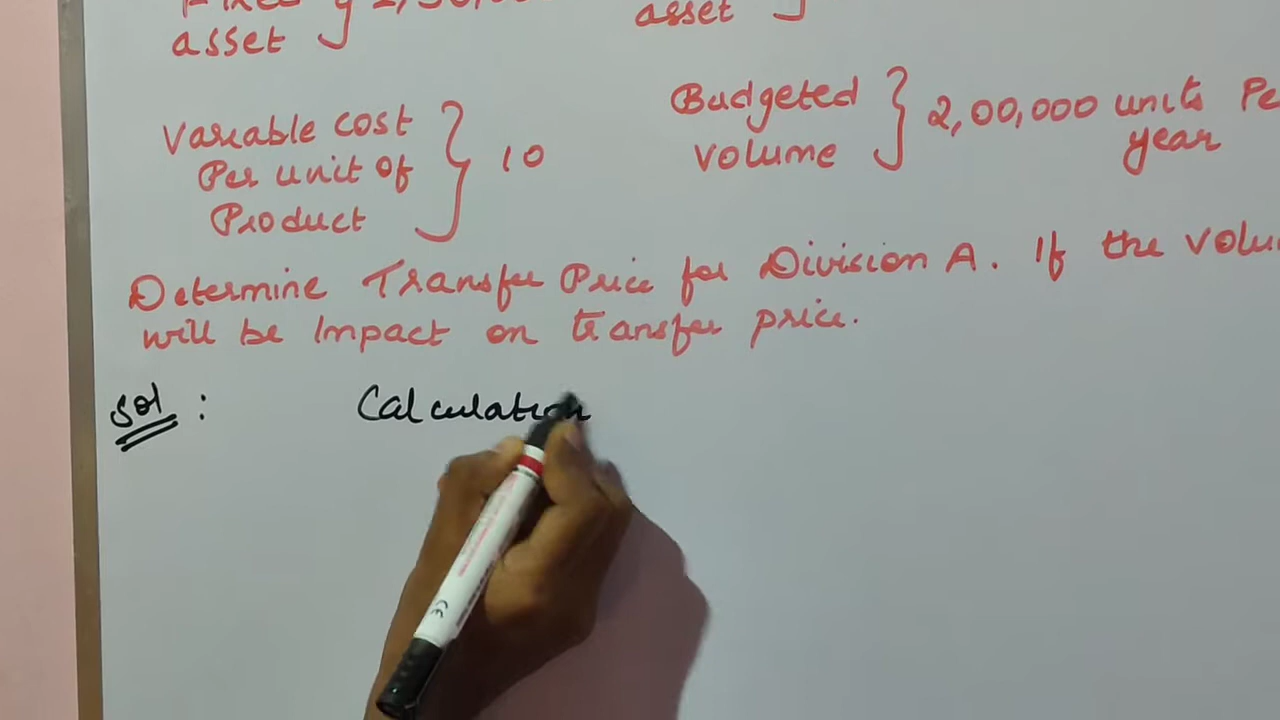 asset
asset
Variable cost
Per unit of } 10
Product
Budgeted } 2,00,000 units Pe
volume year
Determine Transfer Price for Division A. If the Volu
will be Impact on transfer price.
Sol : Calculation
CE